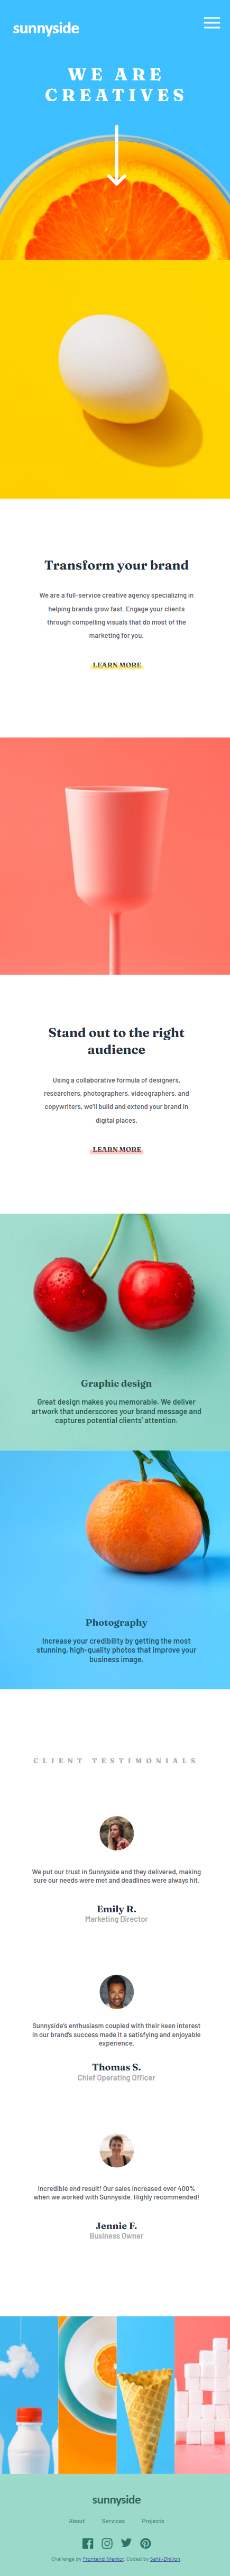 sunnyside
WE ARE
CREATIVES
Transform your brand
We are a full-service creative agency specializing in
helping brands grow fast. Engage your clients
through compelling visuals that do most of the
marketing for you.
LEARN MORE
Stand out to the right
audience
Using a collaborative formula of designers,
researchers, photographers, videographers, and
copywriters, we'll build and extend your brand in
digital places.
LEARN MORE
Graphic design
Great design makes you memorable. We deliver
artwork that underscores your brand message and
captures potential clients' attention.
Photography
Increase your credibility by getting the most
stunning, high-quality photos that improve your
business image.
CLIENT TESTIMONIALS
We put our trust in Sunnyside and they delivered, making
sure our needs were met and deadlines were always hit.
Emily R.
Marketing Director
Sunnyside's enthusiasm coupled with their keen interest
in our brand's success made it a satisfying and enjoyable
experience.
Thomas S.
Chief Operating Officer
Incredible end result! Our sales increased over 400%
when we worked with Sunnyside. Highly recommended!
Jennie F.
Business Owner
sunnyside
About Services Projects
Challenge by Frontend Mentor. Coded by Sahil-Dhillon.